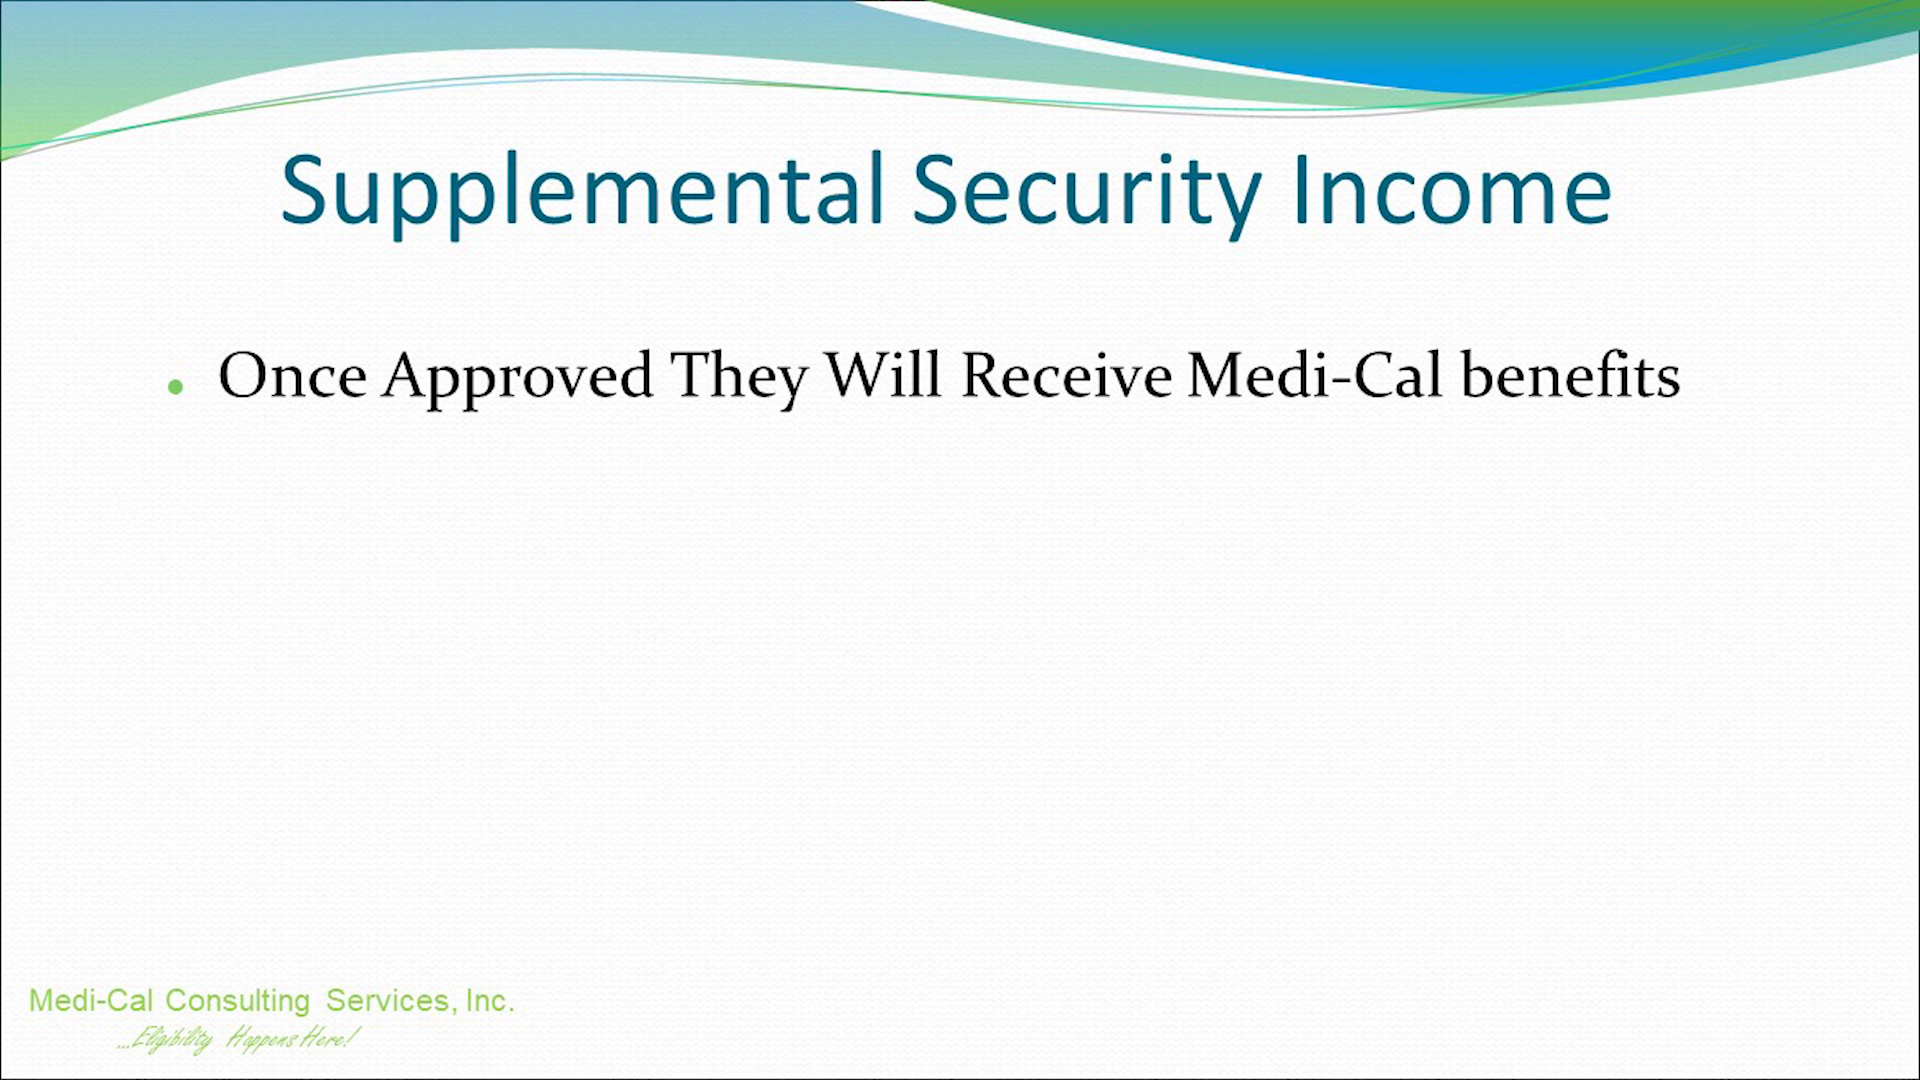 Supplemental Security Income
Once Approved They Will Receive Medi-Cal benefits
Medi-Cal Consulting Services, Inc.
...Eligibility Happens Here!